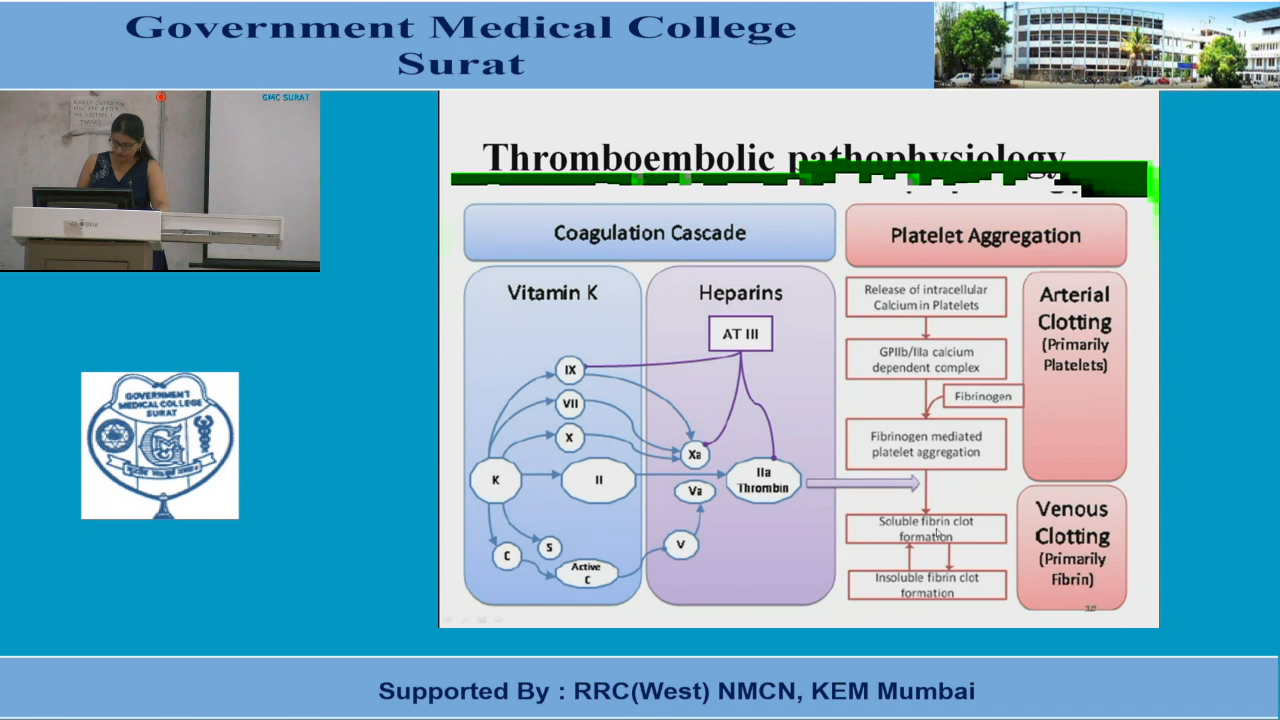 Government Medical College
Surat
GMC SURAT
GOVERNMENT
MEDICAL COLLEGE
SURAT
Thromboembolic pathophysiology
Coagulation Cascade
Platelet Aggregation
Vitamin K
Heparins
AT III
IX
VII
X
Xa
K
II
IIa
Thrombin
Va
V
C
S
Active
C
Release of intracellular
Calcium in Platelets
GPIIb/IIIa calcium
dependent complex
Fibrinogen
Fibrinogen mediated
platelet aggregation
Soluble fibrin clot
formation
Insoluble fibrin clot
formation
Arterial
Clotting
(Primarily
Platelets)
Venous
Clotting
(Primarily
Fibrin)
Supported By : RRC(West) NMCN, KEM Mumbai